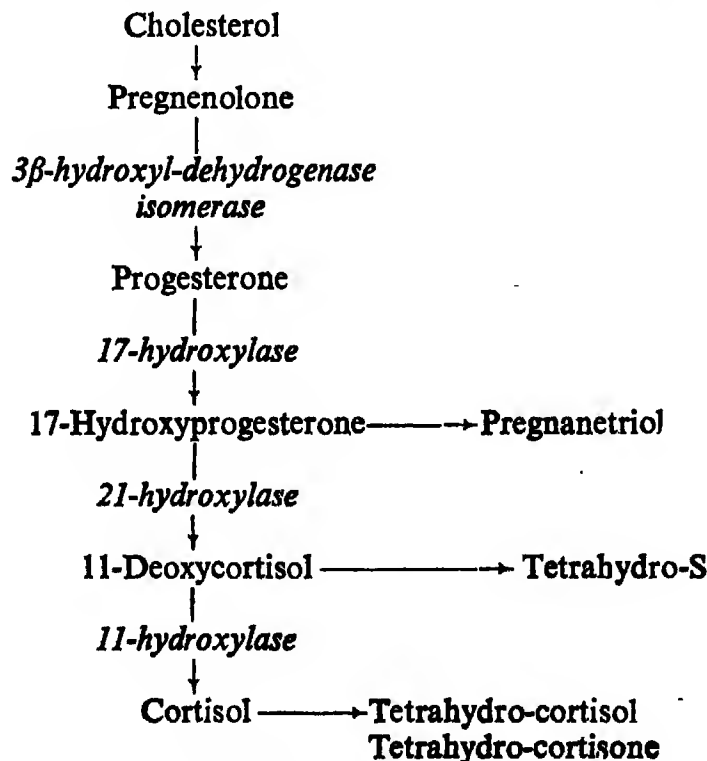 Cholesterol
Pregnenolone
3β-hydroxyl-dehydrogenase
isomerase
Progesterone
17-hydroxylase
17-Hydroxyprogesterone Pregnanetriol
21-hydroxylase
11-Deoxycortisol Tetrahydro-S
11-hydroxylase
Cortisol Tetrahydro-cortisol
Tetrahydro-cortisone